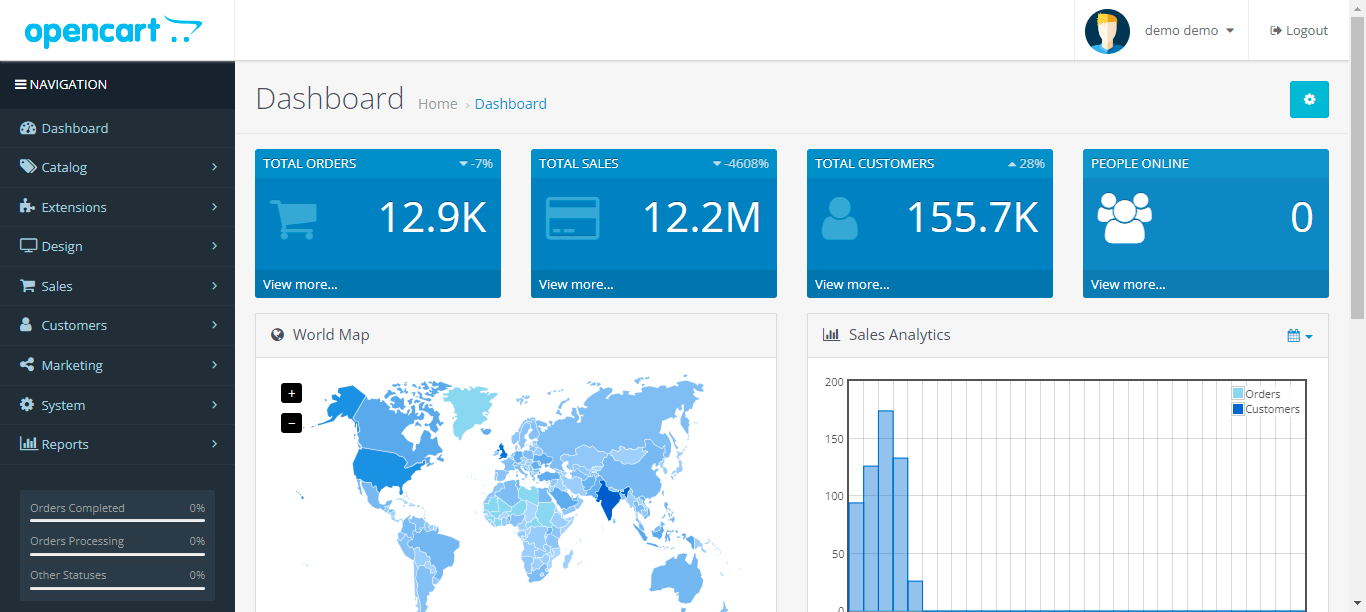 opencart
demo demo
Logout
NAVIGATION
Dashboard
Catalog
Extensions
Design
Sales
Customers
Marketing
System
Reports
Orders Completed 0%
Orders Processing 0%
Other Statuses 0%
Dashboard Home › Dashboard
TOTAL ORDERS -7%
12.9K
View more...
TOTAL SALES -4608%
12.2M
View more...
TOTAL CUSTOMERS 28%
155.7K
View more...
PEOPLE ONLINE
0
View more...
World Map
+
−
Sales Analytics
Orders
Customers
200
150
100
50
0